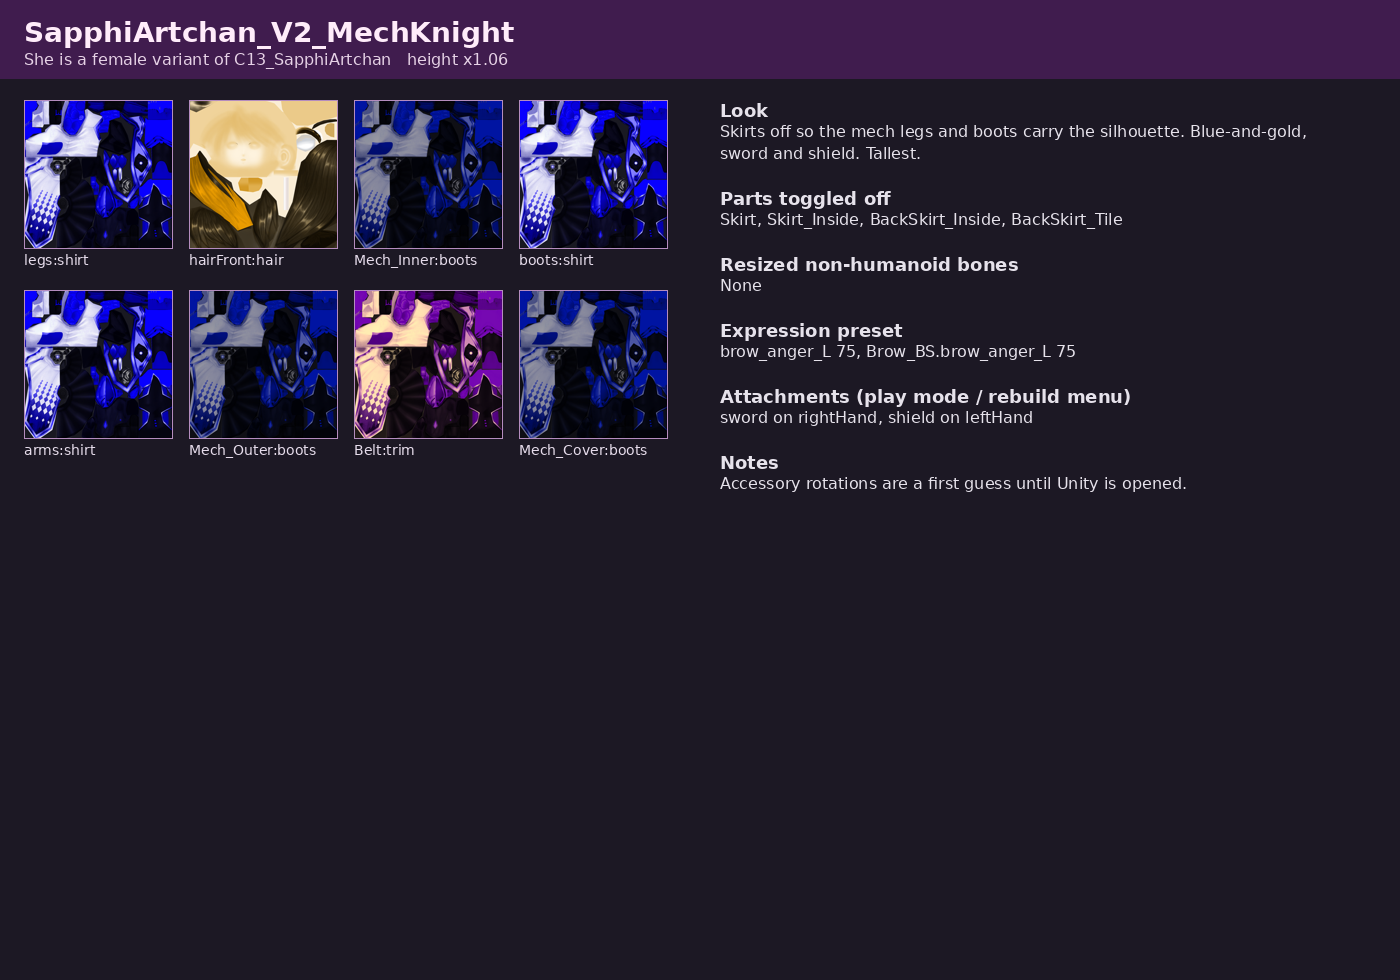 SapphiArtchan_V2_MechKnight
She is a female variant of C13_SapphiArtchan   height x1.06
legs:shirt
hairFront:hair
Mech_Inner:boots
boots:shirt
arms:shirt
Mech_Outer:boots
Belt:trim
Mech_Cover:boots
Look
Skirts off so the mech legs and boots carry the silhouette. Blue-and-gold,
sword and shield. Tallest.
Parts toggled off
Skirt, Skirt_Inside, BackSkirt_Inside, BackSkirt_Tile
Resized non-humanoid bones
None
Expression preset
brow_anger_L 75, Brow_BS.brow_anger_L 75
Attachments (play mode / rebuild menu)
sword on rightHand, shield on leftHand
Notes
Accessory rotations are a first guess until Unity is opened.